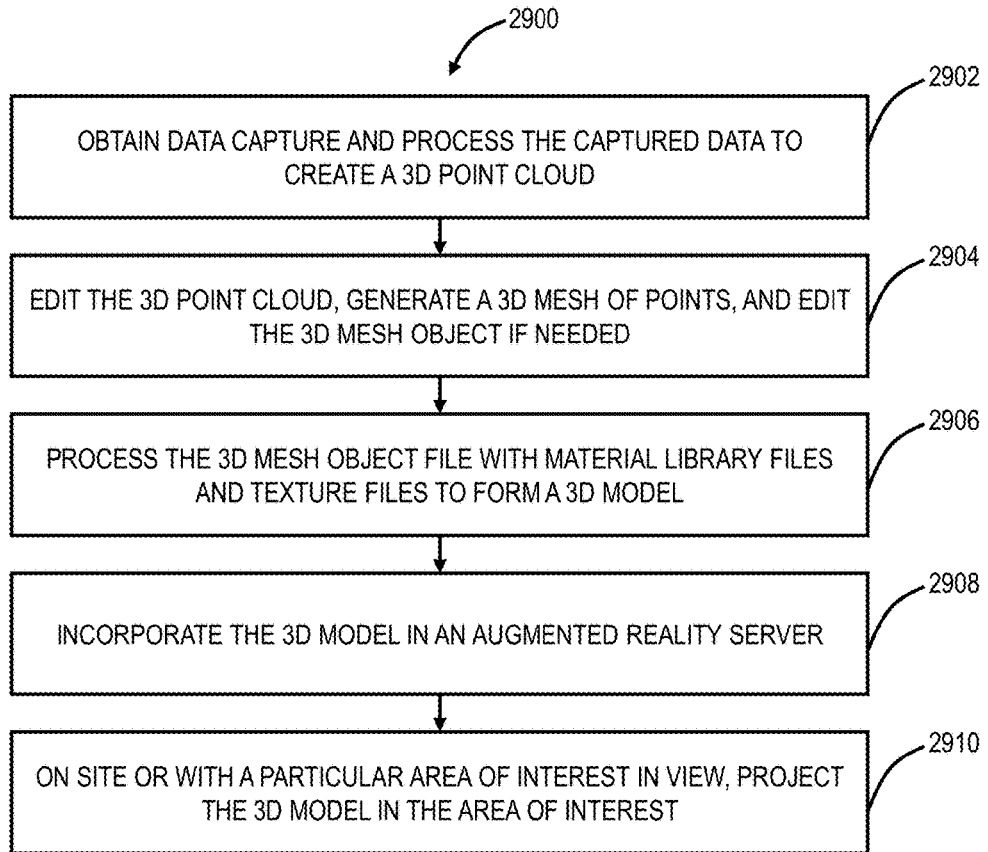 2900
2902
OBTAIN DATA CAPTURE AND PROCESS THE CAPTURED DATA TO
CREATE A 3D POINT CLOUD
2904
EDIT THE 3D POINT CLOUD, GENERATE A 3D MESH OF POINTS, AND EDIT
THE 3D MESH OBJECT IF NEEDED
2906
PROCESS THE 3D MESH OBJECT FILE WITH MATERIAL LIBRARY FILES
AND TEXTURE FILES TO FORM A 3D MODEL
2908
INCORPORATE THE 3D MODEL IN AN AUGMENTED REALITY SERVER
2910
ON SITE OR WITH A PARTICULAR AREA OF INTEREST IN VIEW, PROJECT
THE 3D MODEL IN THE AREA OF INTEREST